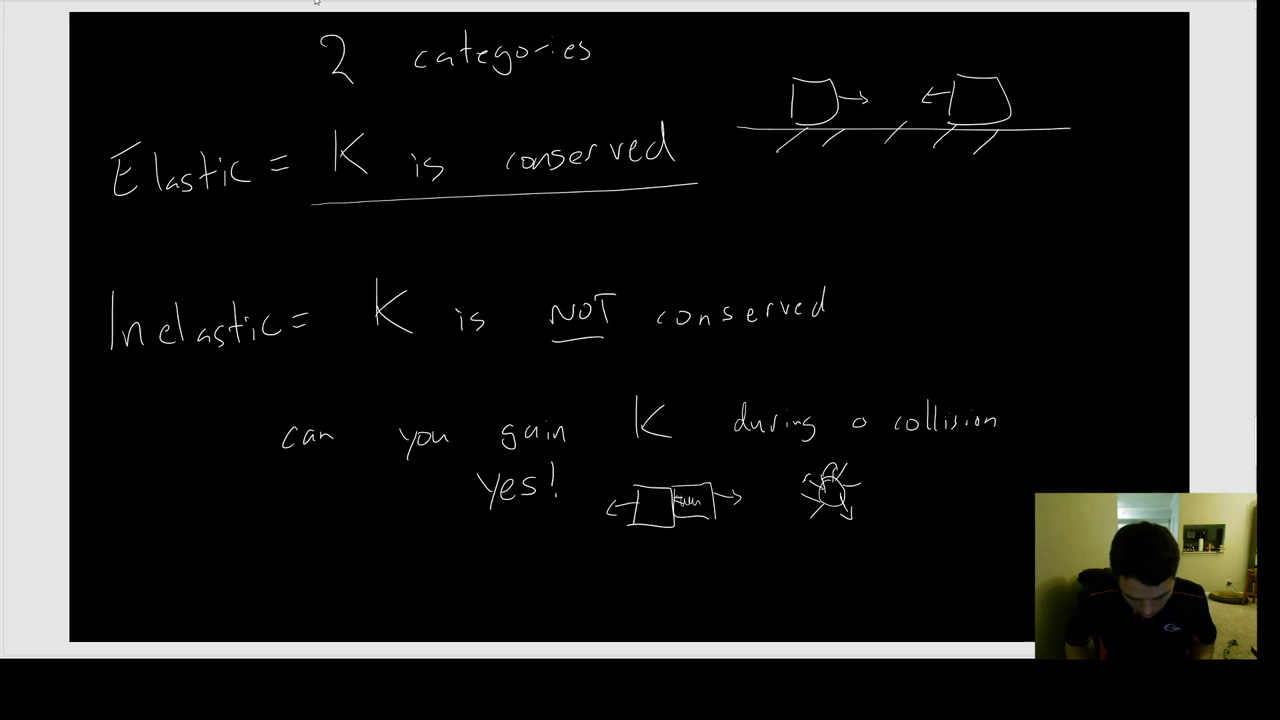 2 categories
Elastic = K is conserved
Inelastic = K is NOT conserved
can you gain K during a collision
yes!